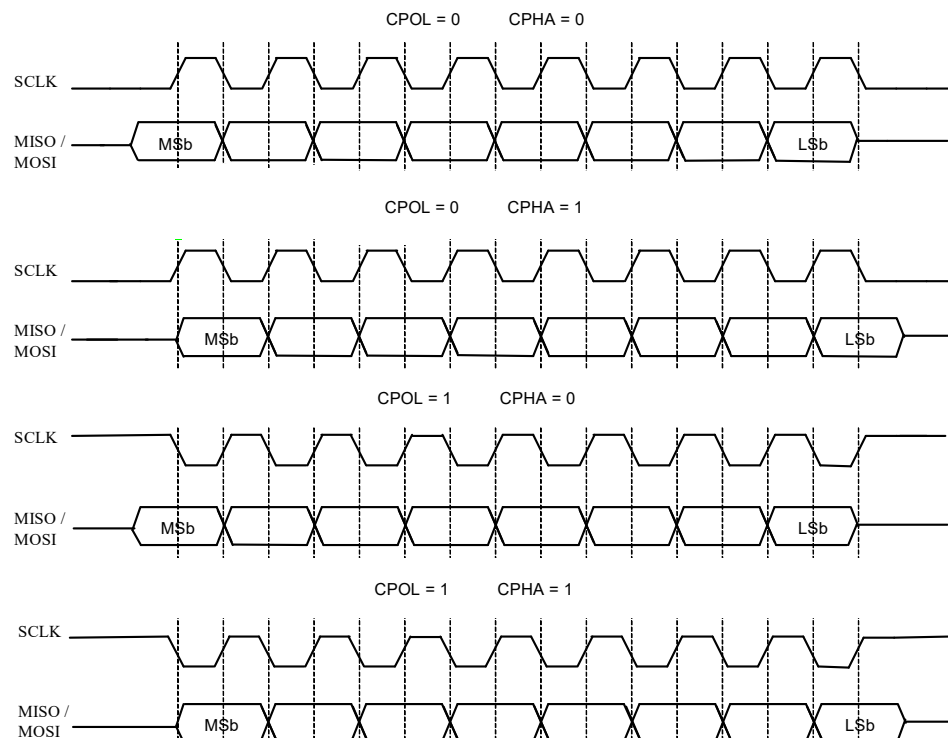 CPOL = 0 CPHA = 0
SCLK
MISO /
MOSI
MSb LSb
CPOL = 0 CPHA = 1
SCLK
MISO /
MOSI
MSb LSb
CPOL = 1 CPHA = 0
SCLK
MISO /
MOSI
MSb LSb
CPOL = 1 CPHA = 1
SCLK
MISO /
MOSI
MSb LSb